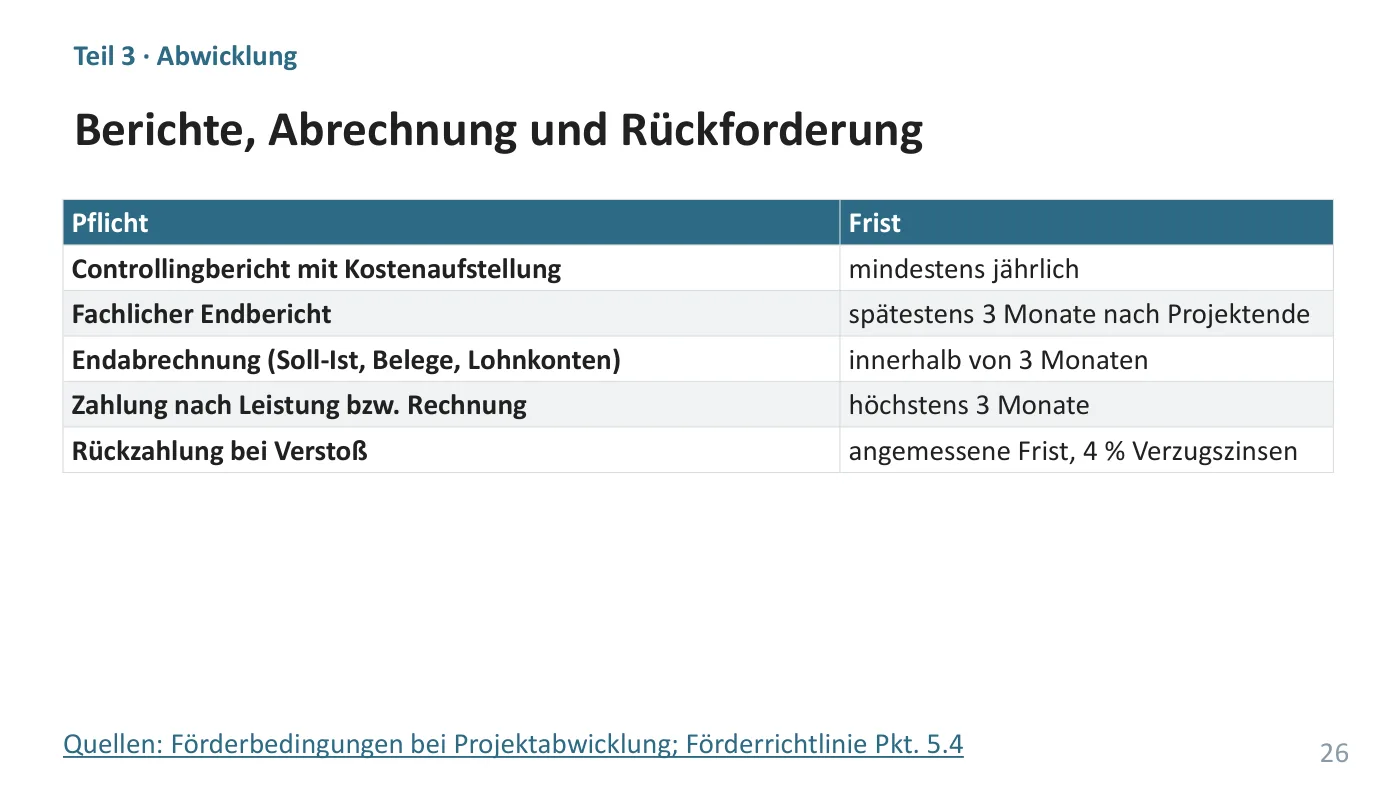 Teil 3 · Abwicklung
Berichte, Abrechnung und Rückforderung
Pflicht Frist
Controllingbericht mit Kostenaufstellung mindestens jährlich
Fachlicher Endbericht spätestens 3 Monate nach Projektende
Endabrechnung (Soll-Ist, Belege, Lohnkonten) innerhalb von 3 Monaten
Zahlung nach Leistung bzw. Rechnung höchstens 3 Monate
Rückzahlung bei Verstoß angemessene Frist, 4 % Verzugszinsen
Quellen: Förderbedingungen bei Projektabwicklung; Förderrichtlinie Pkt. 5.4
26